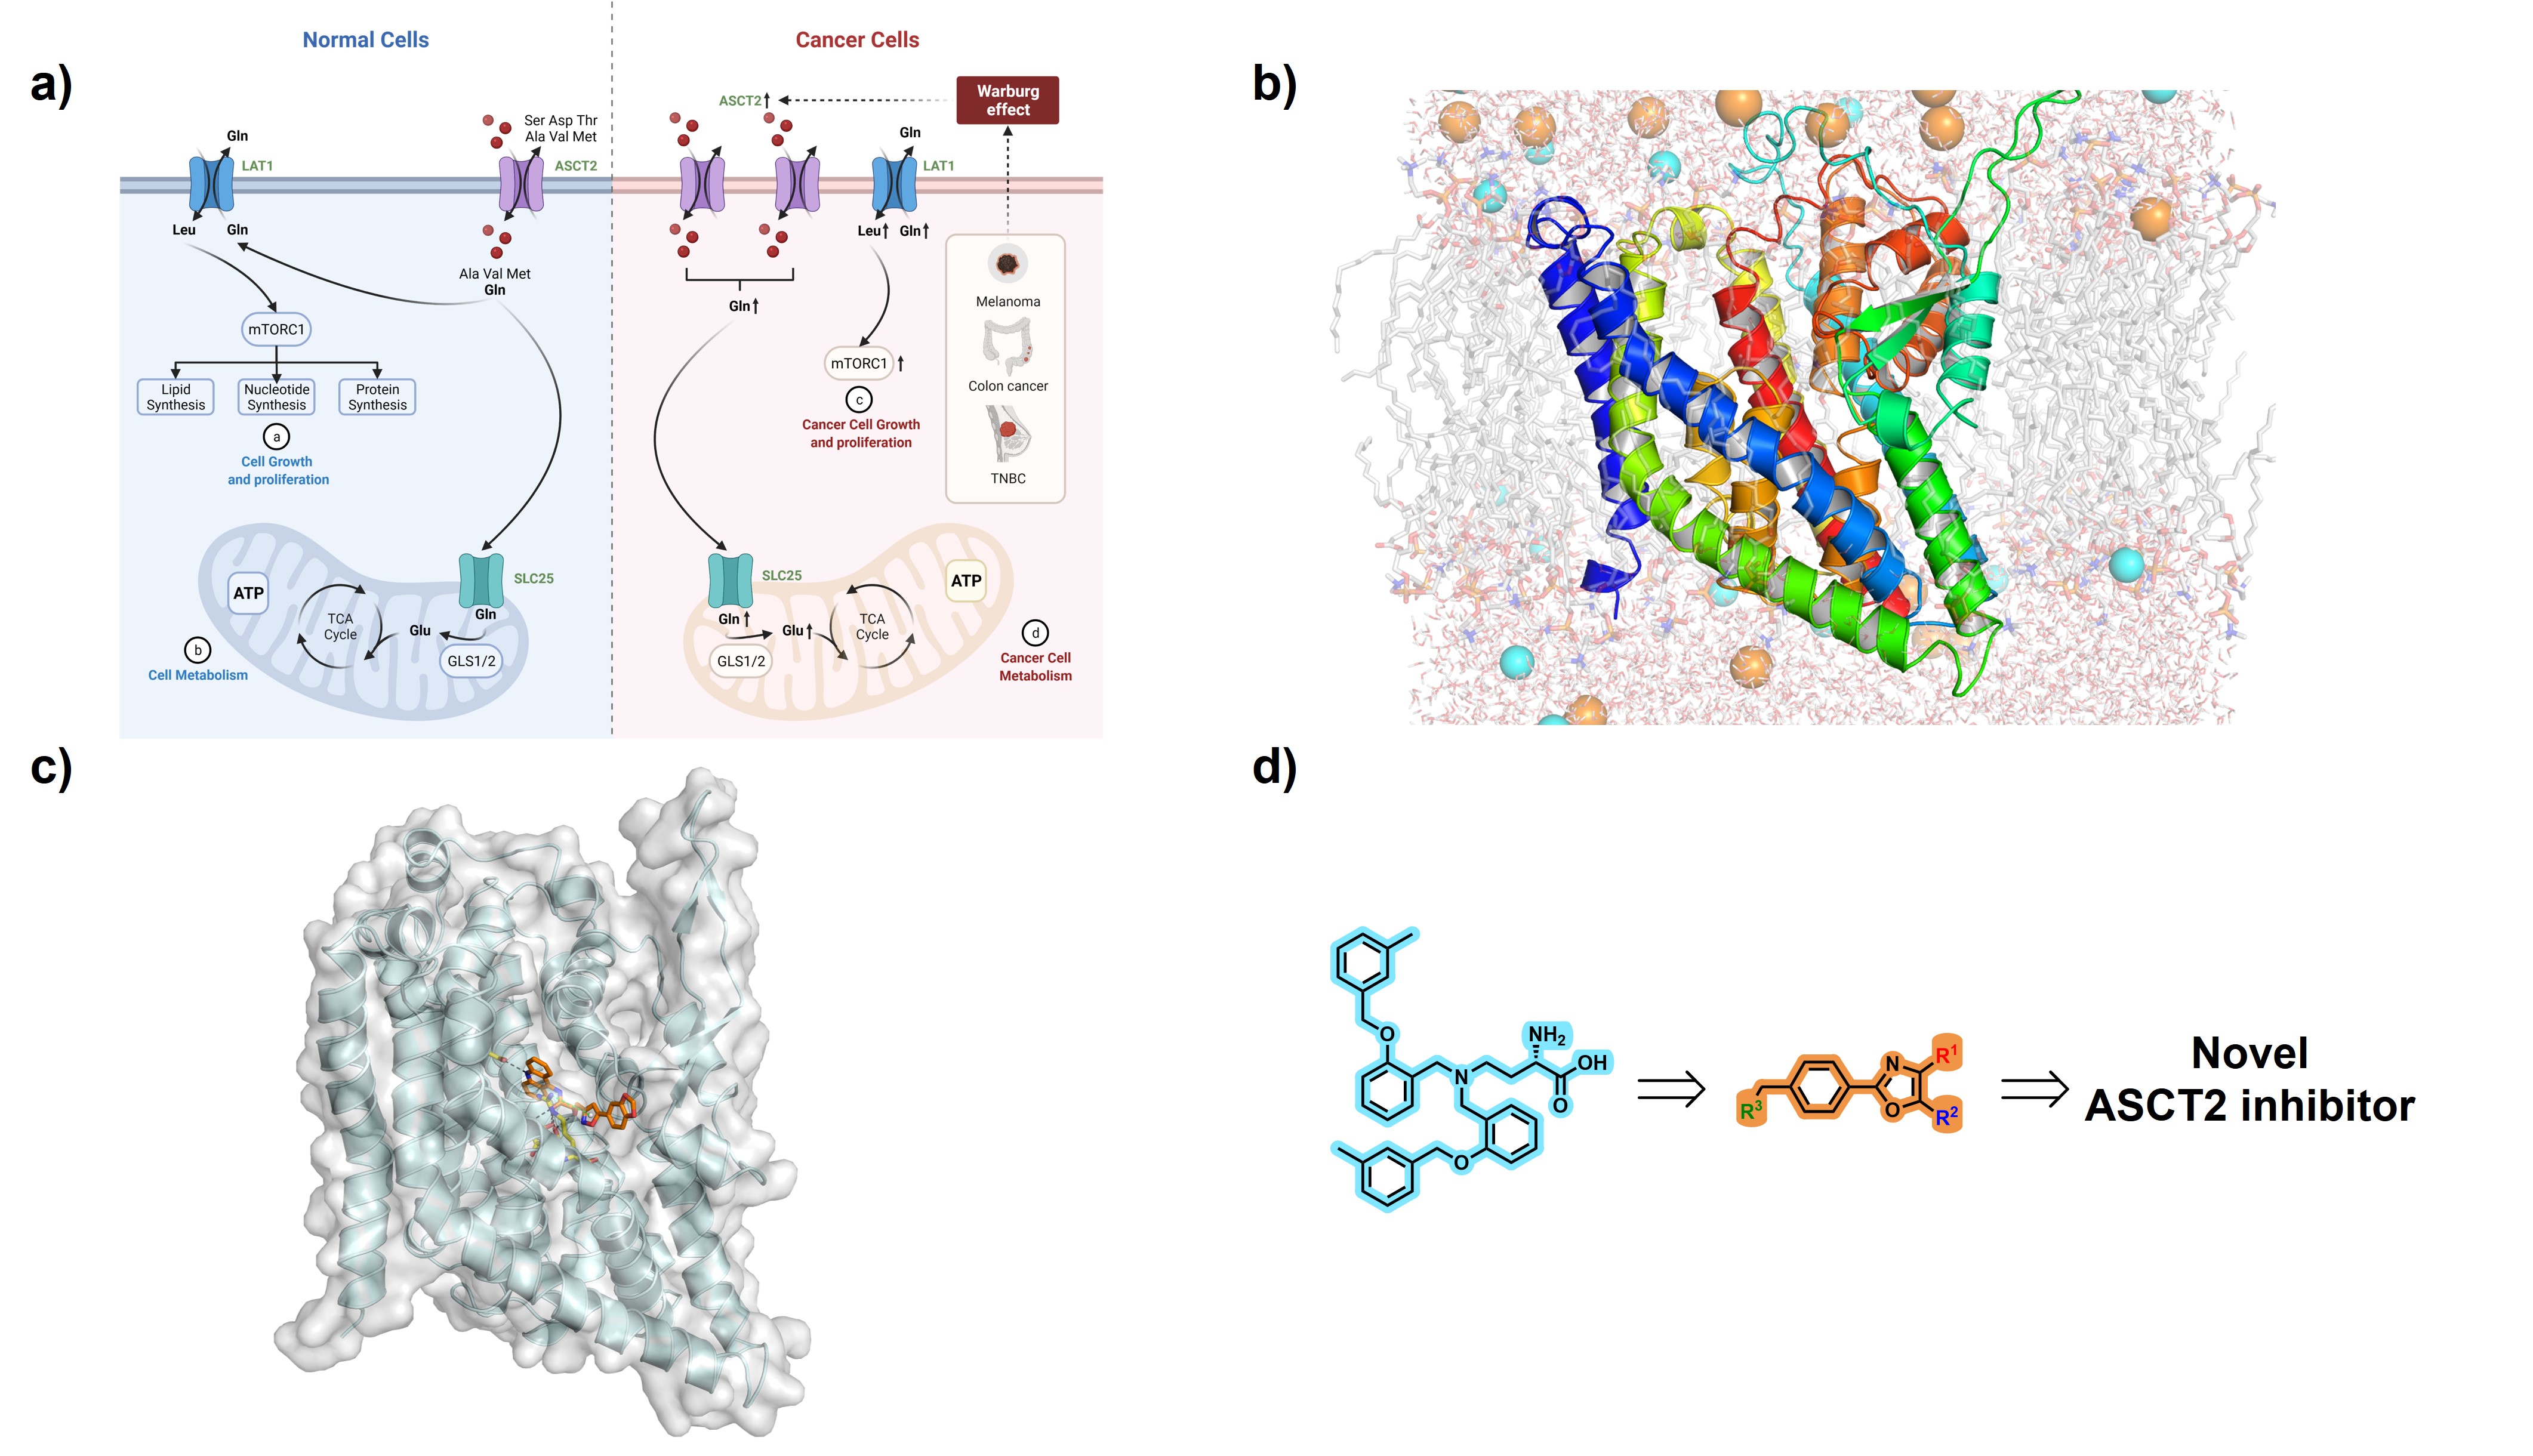 a)
Normal Cells
Cancer Cells
Gln
LAT1
Leu
Gln
Ser Asp Thr
Ala Val Met
ASCT2
Ala Val Met
Gln
mTORC1
Lipid
Synthesis
Nucleotide
Synthesis
Protein
Synthesis
a
Cell Growth
and proliferation
ATP
TCA
Cycle
Glu
Gln
SLC25
GLS1/2
b
Cell Metabolism
ASCT2
Warburg
effect
Gln
LAT1
Leu
Gln
Gln
mTORC1
c
Cancer Cell Growth
and proliferation
Melanoma
Colon cancer
TNBC
SLC25
Gln
Glu
GLS1/2
TCA
Cycle
ATP
d
Cancer Cell
Metabolism
b)
c)
d)
O
N
NH2
OH
O
O
N
O
R1
R2
R3
Novel
ASCT2 inhibitor